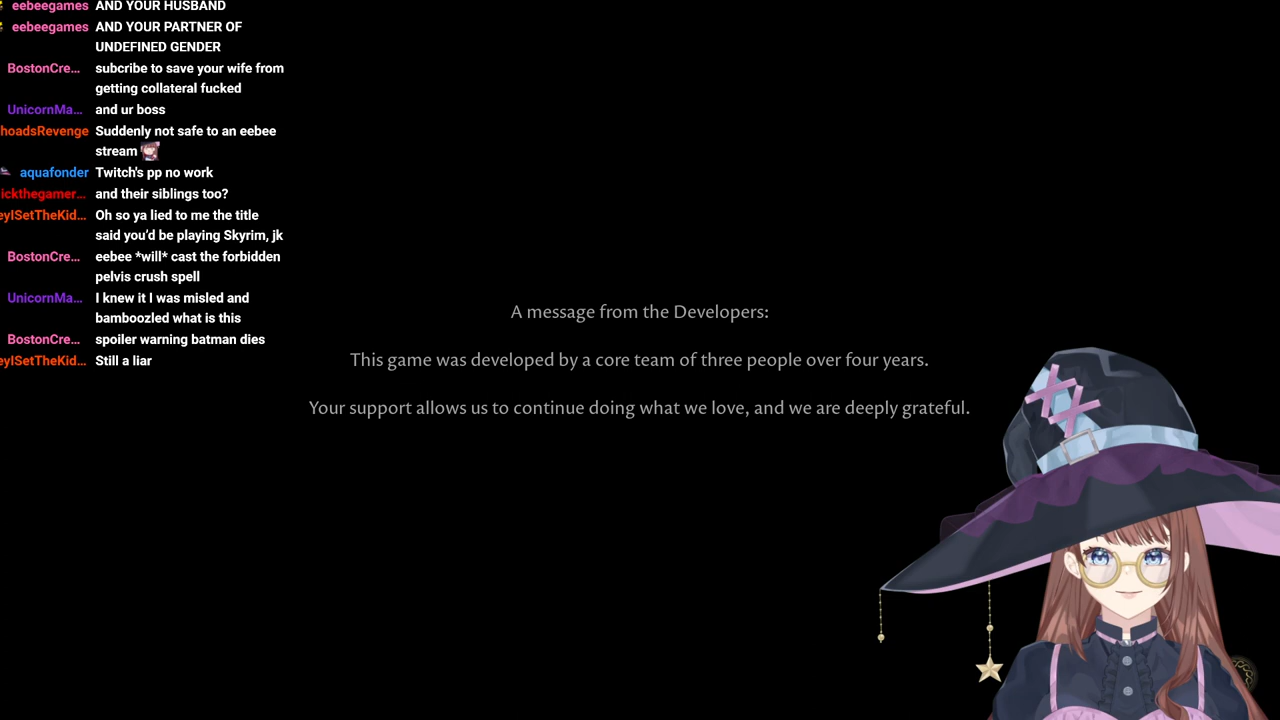 eebeegames AND YOUR HUSBAND
eebeegames AND YOUR PARTNER OF
UNDEFINED GENDER
BostonCre... subcribe to save your wife from
getting collateral fucked
UnicornMa... and ur boss
hoadsRevenge Suddenly not safe to an eebee
stream
aquafonder Twitch's pp no work
ickthegamer... and their siblings too?
eyISetTheKid... Oh so ya lied to me the title
said you'd be playing Skyrim, jk
BostonCre... eebee *will* cast the forbidden
pelvis crush spell
UnicornMa... I knew it I was misled and
bamboozled what is this
BostonCre... spoiler warning batman dies
eyISetTheKid... Still a liar
A message from the Developers:
This game was developed by a core team of three people over four years.
Your support allows us to continue doing what we love, and we are deeply grateful.